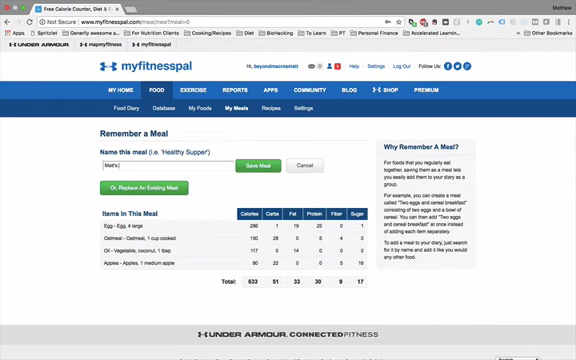 Free Calorie Counter, Diet & E
Matthew
Not Secure | www.myfitnesspal.com/meal/new?meal=0
Apps
Spritzlet
Generally awesome a
Cooking/Recipes
Diet
BioHacking
To Learn
PT
Personal Finance
Accelerated Learning
Other Bookmarks
UNDER ARMOUR
mapmyfitness
myfitnesspal
myfitnesspal
Hi, beyondmacrosmatt
Help
Settings
Log Out
Follow Us:
MY HOME
FOOD
EXERCISE
REPORTS
APPS
COMMUNITY
BLOG
SHOP
PREMIUM
Food Diary
Database
My Foods
My Meals
Recipes
Settings
Remember a Meal
Name this meal (i.e. 'Healthy Supper')
Matt's
Save Meal
Cancel
Or, Replace An Existing Meal
Items In This Meal
Calories Carbs Fat Protein Fiber Sugar
Egg - Egg, 4 large 286 1 19 25 0 1
Oatmeal - Oatmeal, 1 cup cooked 150 28 0 5 4 0
Oil - Vegetable, coconut, 1 tbsp 117 0 14 0 0 0
Apples - Apples, 1 medium apple 80 22 0 0 5 16
Total: 633 51 33 30 9 17
Why Remember A Meal?
For foods that you regularly eat
together, saving them as a meal lets
you easily add them to your diary as a
group.
For example, you can create a meal
called "Two eggs and cereal breakfast"
consisting of two eggs and a bowl of
cereal. You can then add "Two eggs
and cereal breakfast" at once instead of
adding each item separately.
To add a meal to your diary, just search
for it by name and add it like you would
any other food.
UNDER ARMOUR. CONNECTEDFITNESS
English